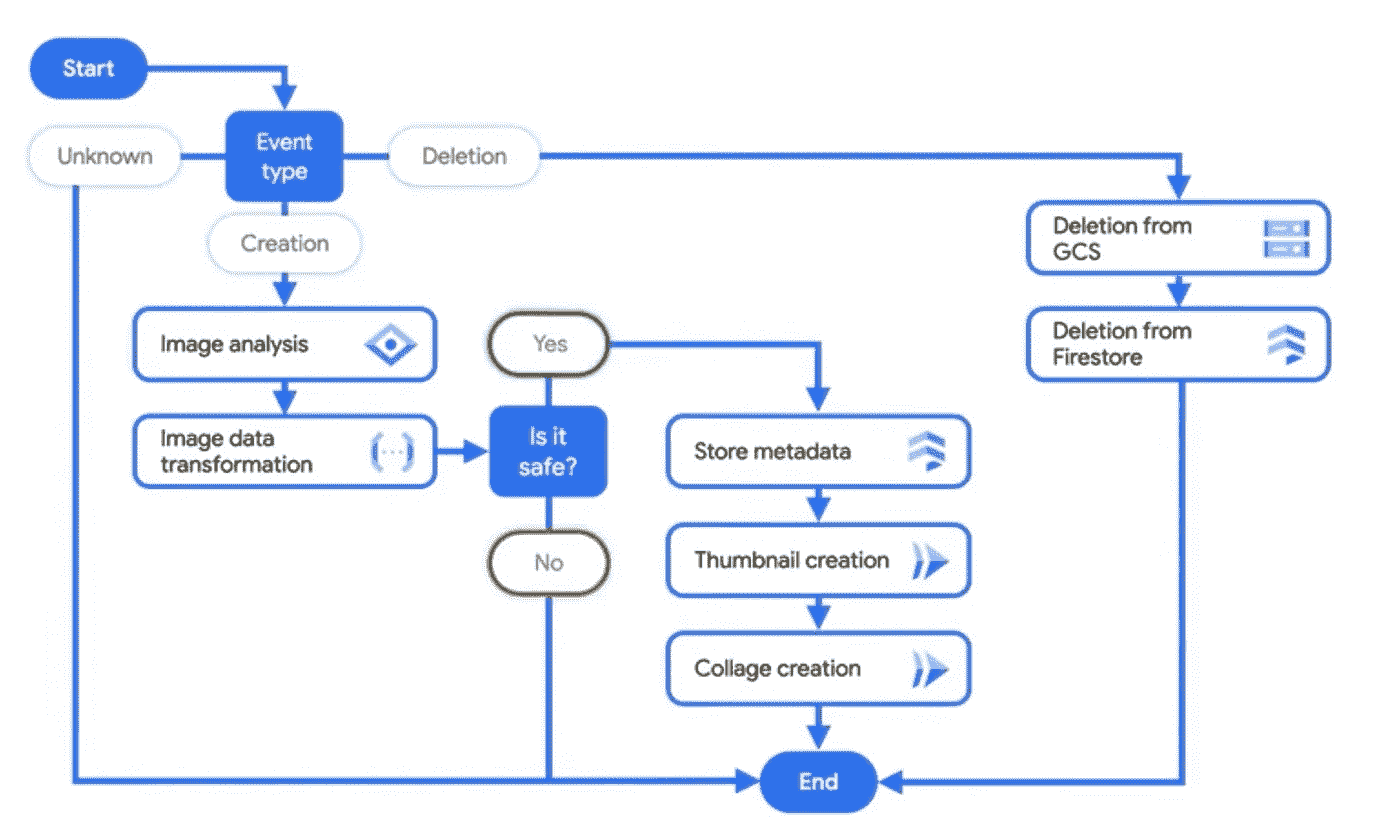 Start
Event
type
Unknown
Deletion
Creation
Deletion from
GCS
Deletion from
Firestore
Image analysis
Image data
transformation
Is it
safe?
Yes
No
Store metadata
Thumbnail creation
Collage creation
End